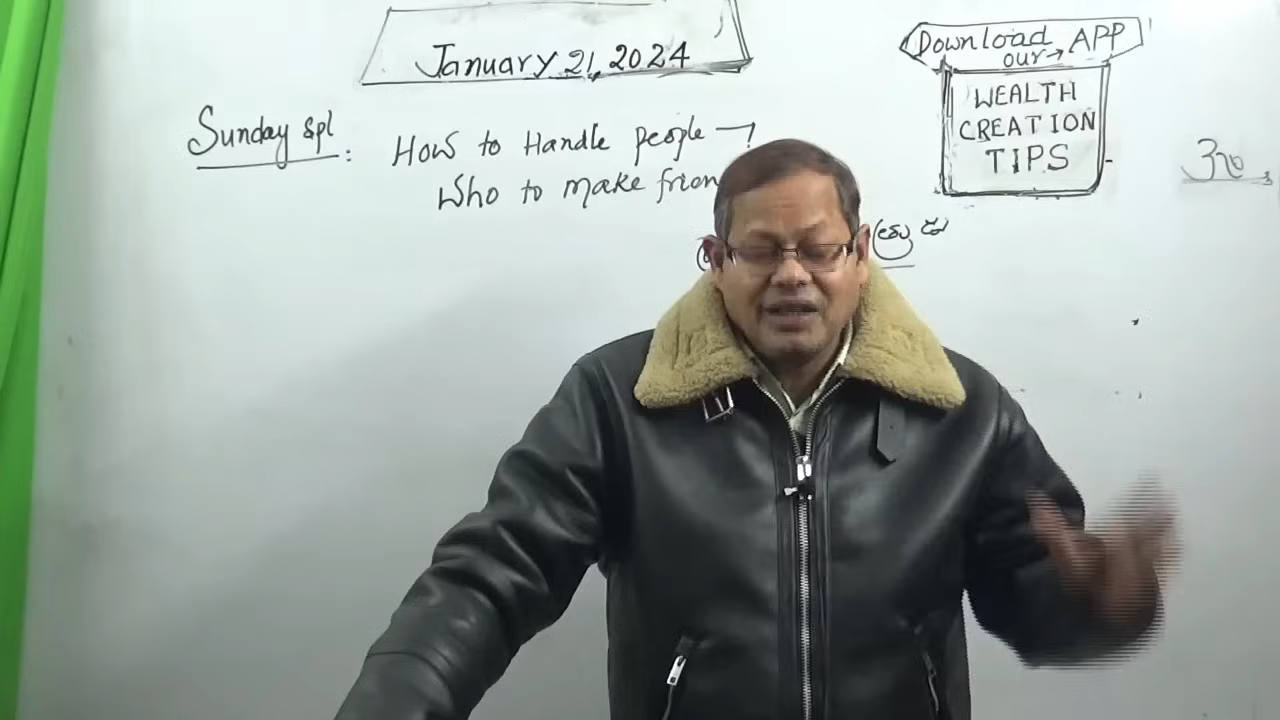 January 21, 2024
Download
our → APP
WEALTH
CREATION
TIPS
Sunday spl :
How to Handle people
Who to make frien